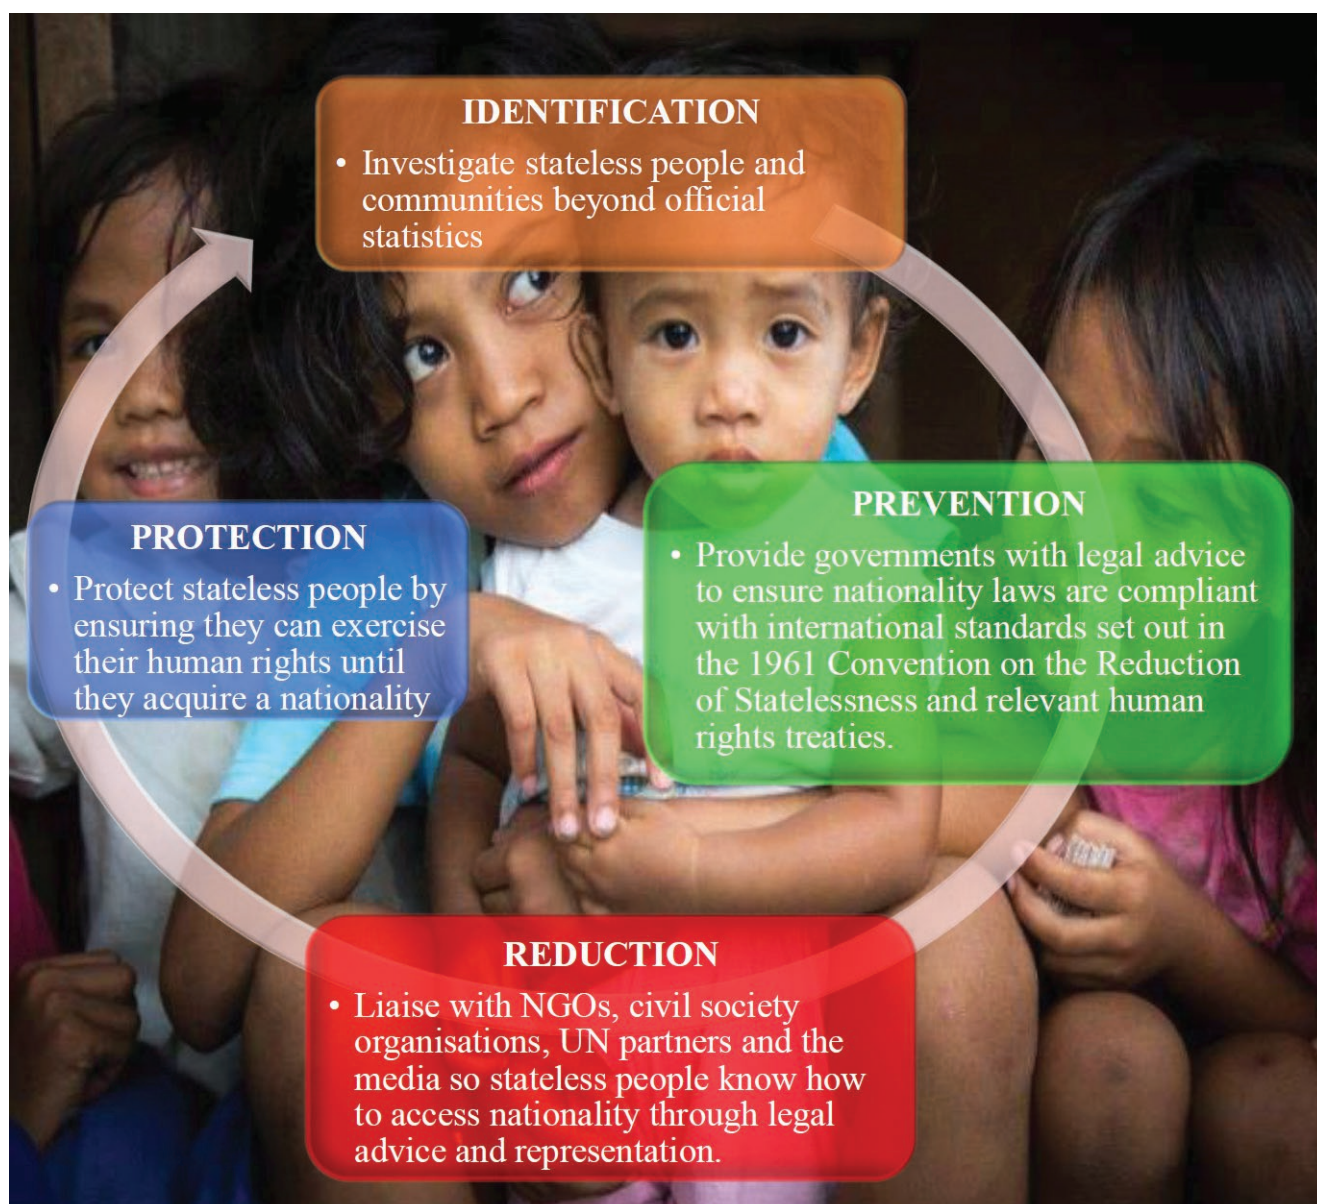 IDENTIFICATION
• Investigate stateless people and
communities beyond official
statistics
PREVENTION
• Provide governments with legal advice
to ensure nationality laws are compliant
with international standards set out in
the 1961 Convention on the Reduction
of Statelessness and relevant human
rights treaties.
REDUCTION
• Liaise with NGOs, civil society
organisations, UN partners and the
media so stateless people know how
to access nationality through legal
advice and representation.
PROTECTION
• Protect stateless people by
ensuring they can exercise
their human rights until
they acquire a nationality